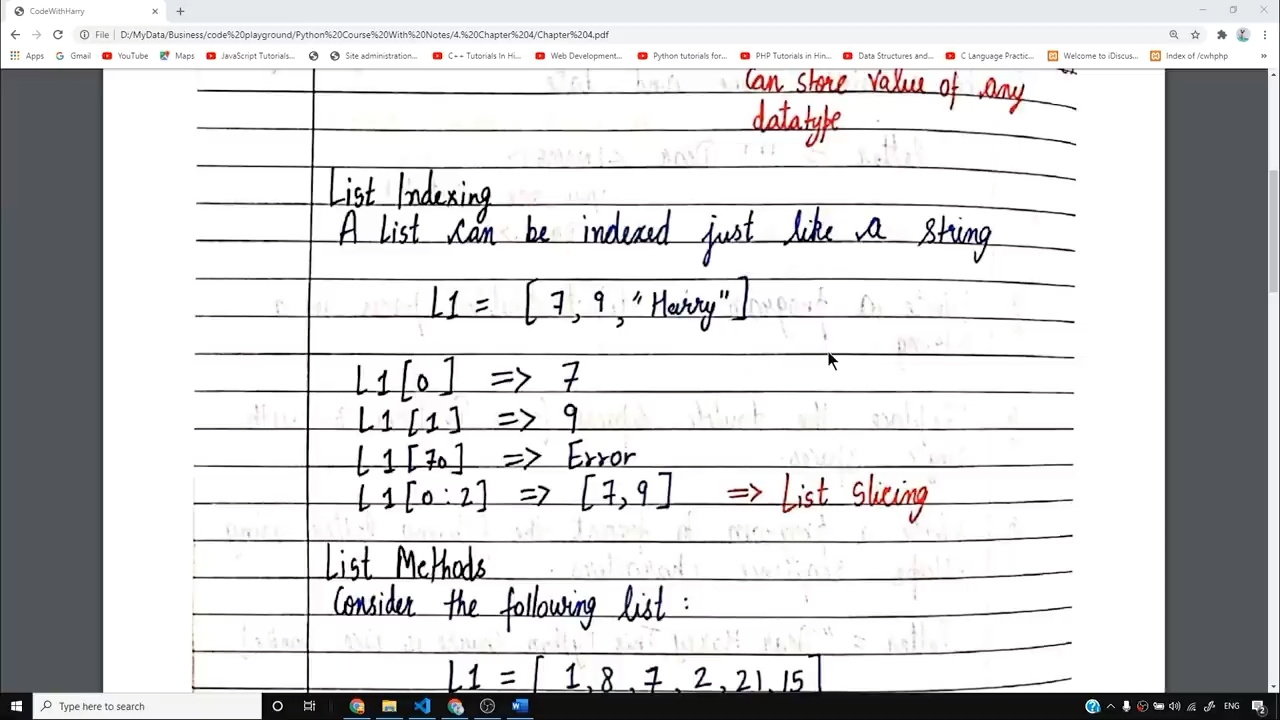 CodeWithHarry
File
D:/MyData/Business/code%20playground/Python%20Course%20With%20Notes/4.%20Chapter%204/Chapter%204.pdf
Apps Gmail YouTube Maps JavaScript Tutorials... Site administration... C++ Tutorials In Hi... Web Development... Python tutorials for... PHP Tutorials in Hin... Data Structures and... C Language Practic... Welcome to iDiscus... Index of /cwhphp
Can store value of any
datatype
List Indexing
A List can be indexed just like a string
L1 = [ 7, 9, "Harry" ]
L1 [0] => 7
L1 [1] => 9
L1 [70] => Error
L1 [0 : 2] => [7, 9] => List Slicing
List Methods
Consider the following list :
L1 = [ 1, 8, 7, 2, 21, 15 ]
Type here to search
ENG